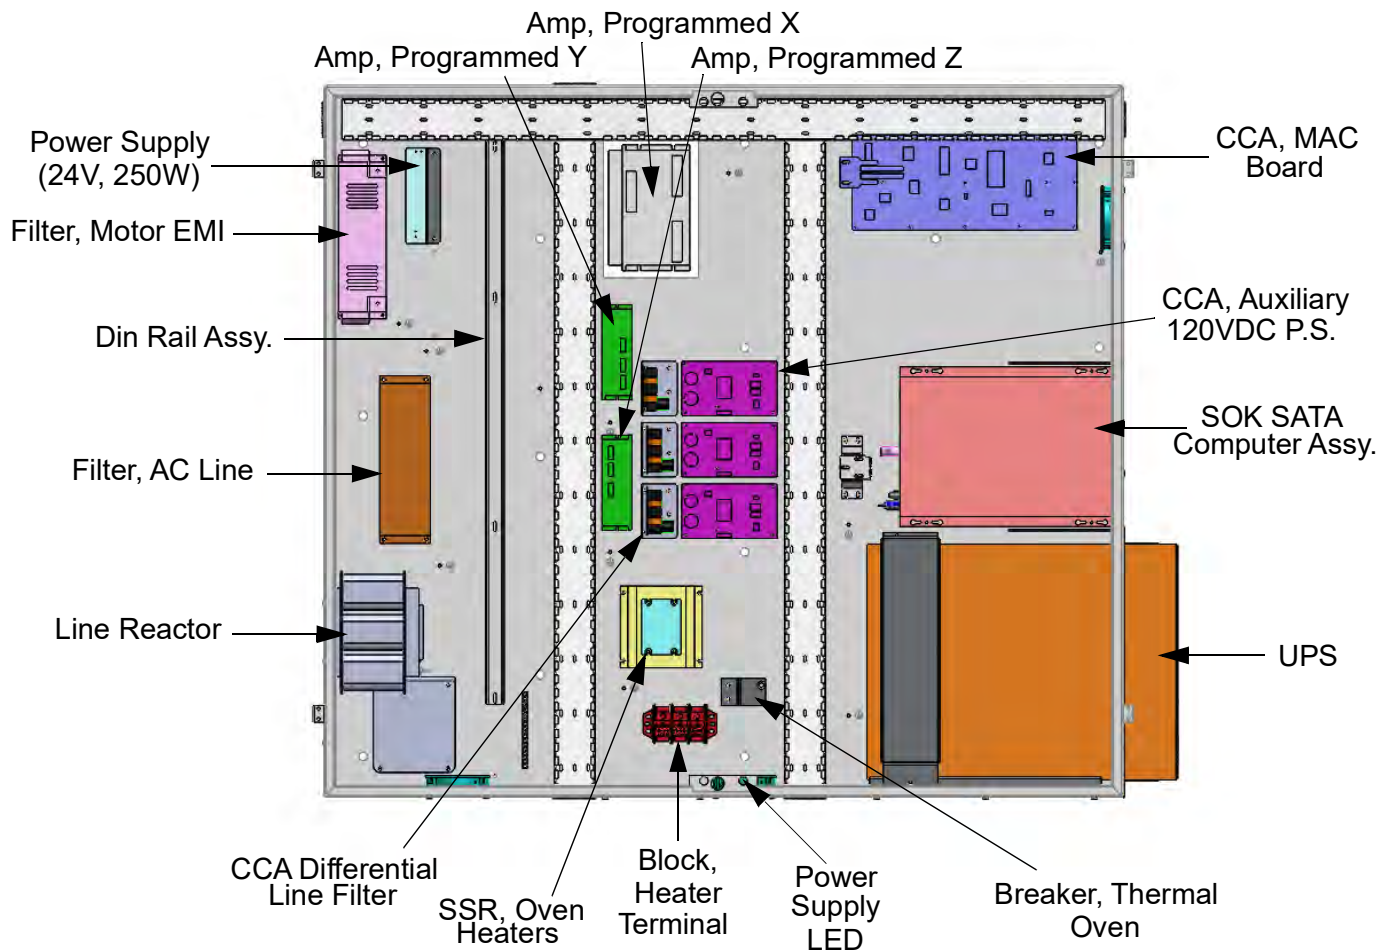 Amp, Programmed X
Amp, Programmed Y
Amp, Programmed Z
Power Supply
(24V, 250W)
CCA, MAC
Board
Filter, Motor EMI
CCA, Auxiliary
120VDC P.S.
Din Rail Assy.
SOK SATA
Computer Assy.
Filter, AC Line
Line Reactor
UPS
CCA Differential
Line Filter
SSR, Oven
Heaters
Block,
Heater
Terminal
Power
Supply
LED
Breaker, Thermal
Oven